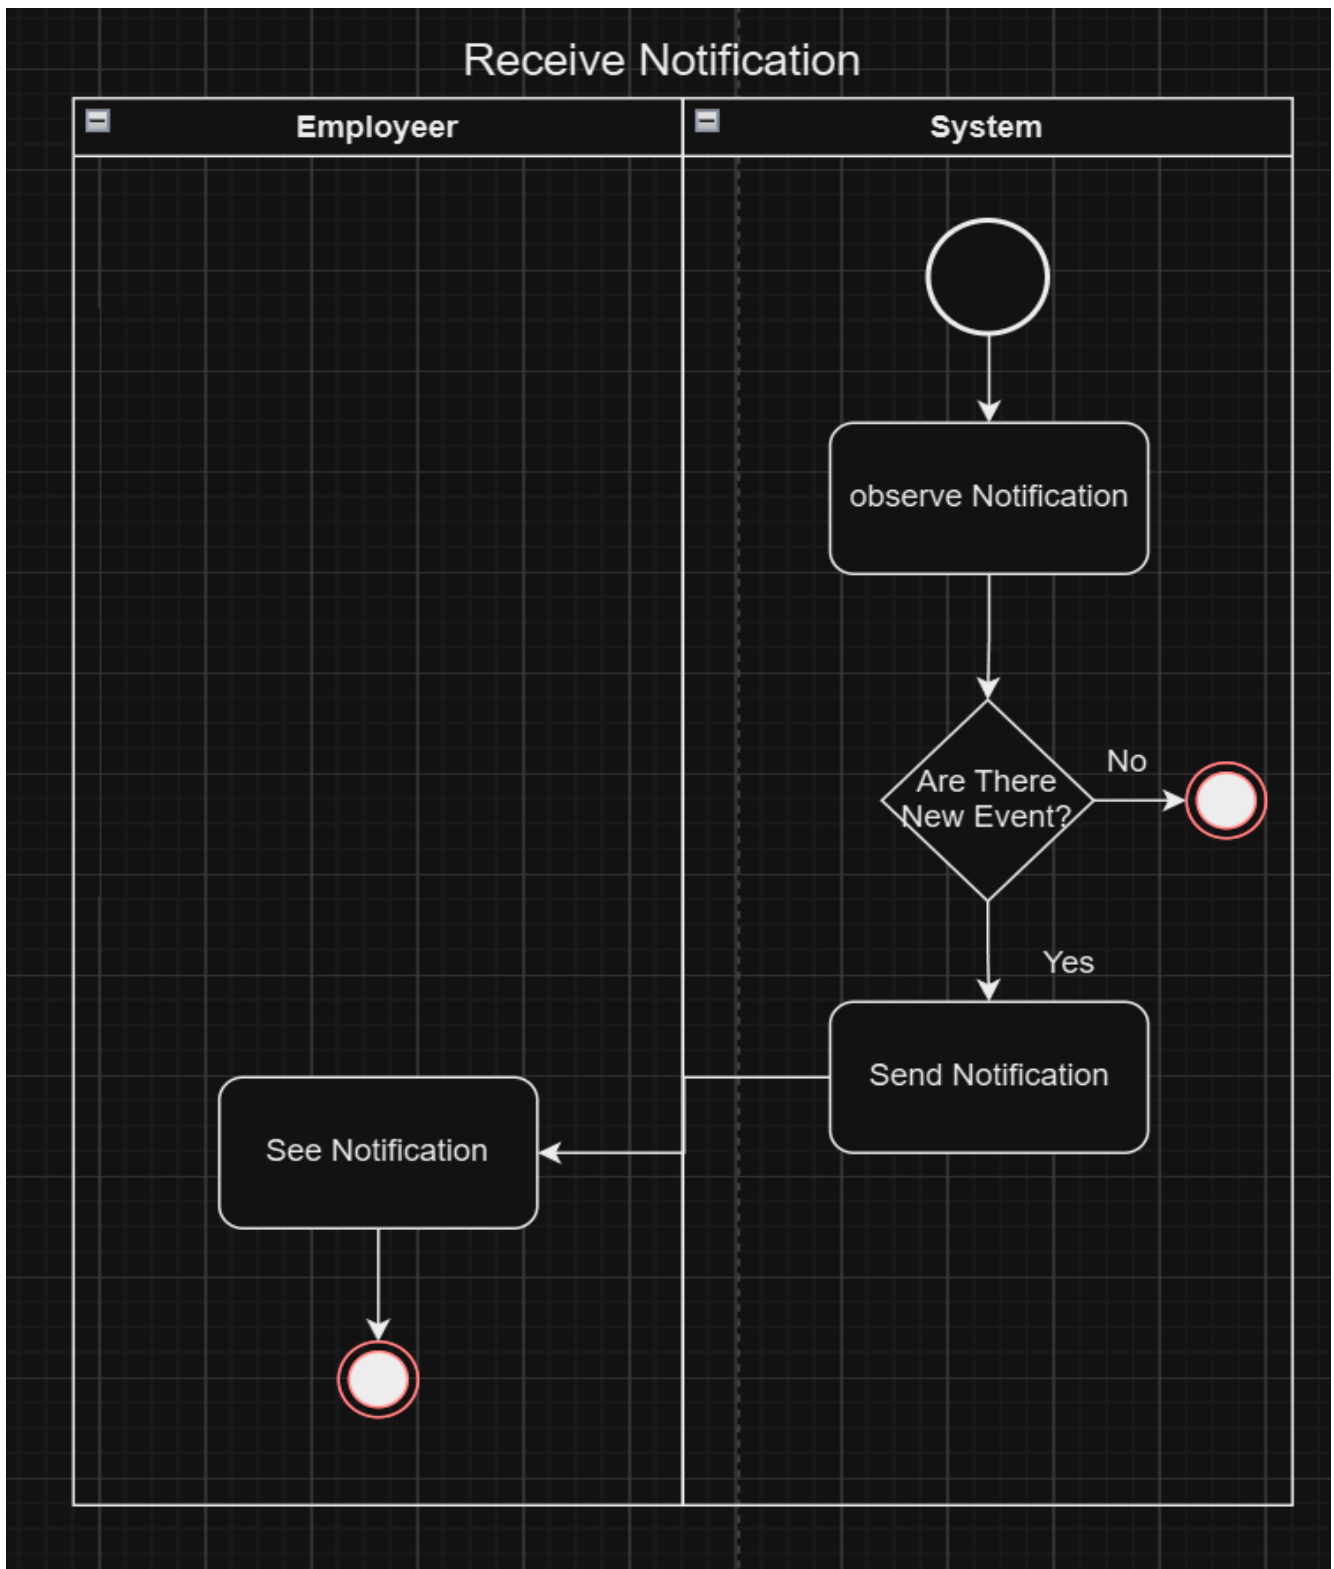 Receive Notification
Employeer
System
observe Notification
Are There
New Event?
No
Yes
Send Notification
See Notification